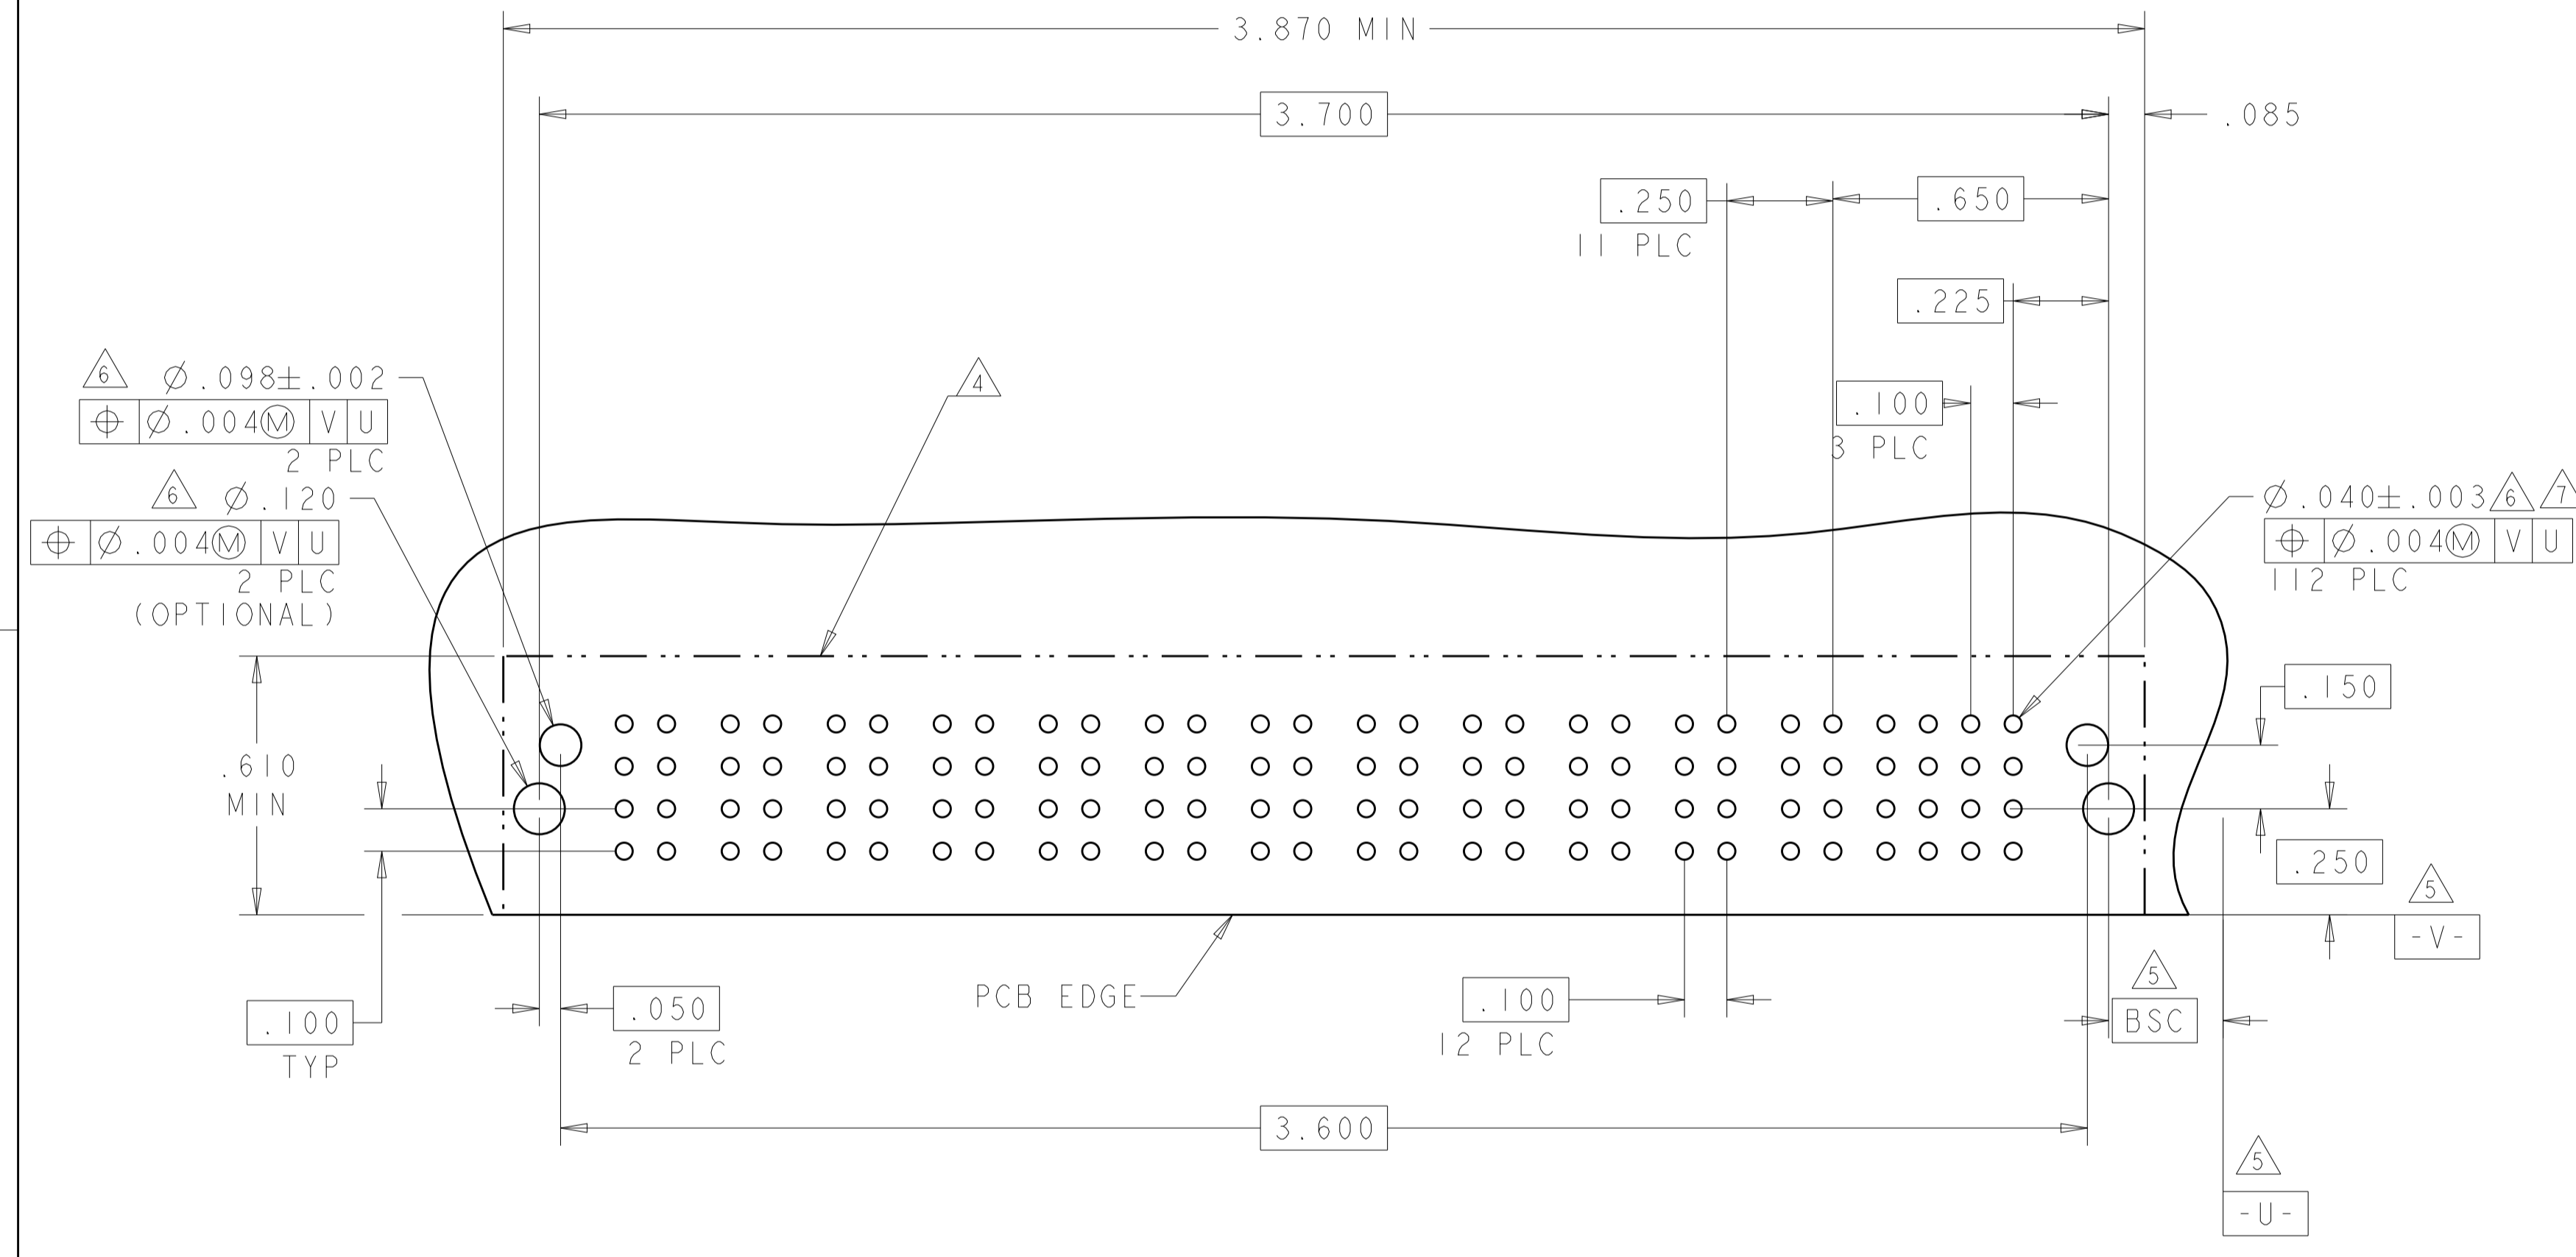 3.870 MIN
3.700
.085
.250
11 PLC
.650
.225
.100
3 PLC
6 Ø.098±.002
⌖ Ø.004Ⓜ V U
2 PLC
6 Ø.120
⌖ Ø.004Ⓜ V U
2 PLC
(OPTIONAL)
4
Ø.040±.003 6 7
⌖ Ø.004Ⓜ V U
112 PLC
.150
.610
MIN
.250
5
-V-
PCB EDGE
.100
TYP
.050
2 PLC
.100
12 PLC
5
BSC
3.600
5
-U-